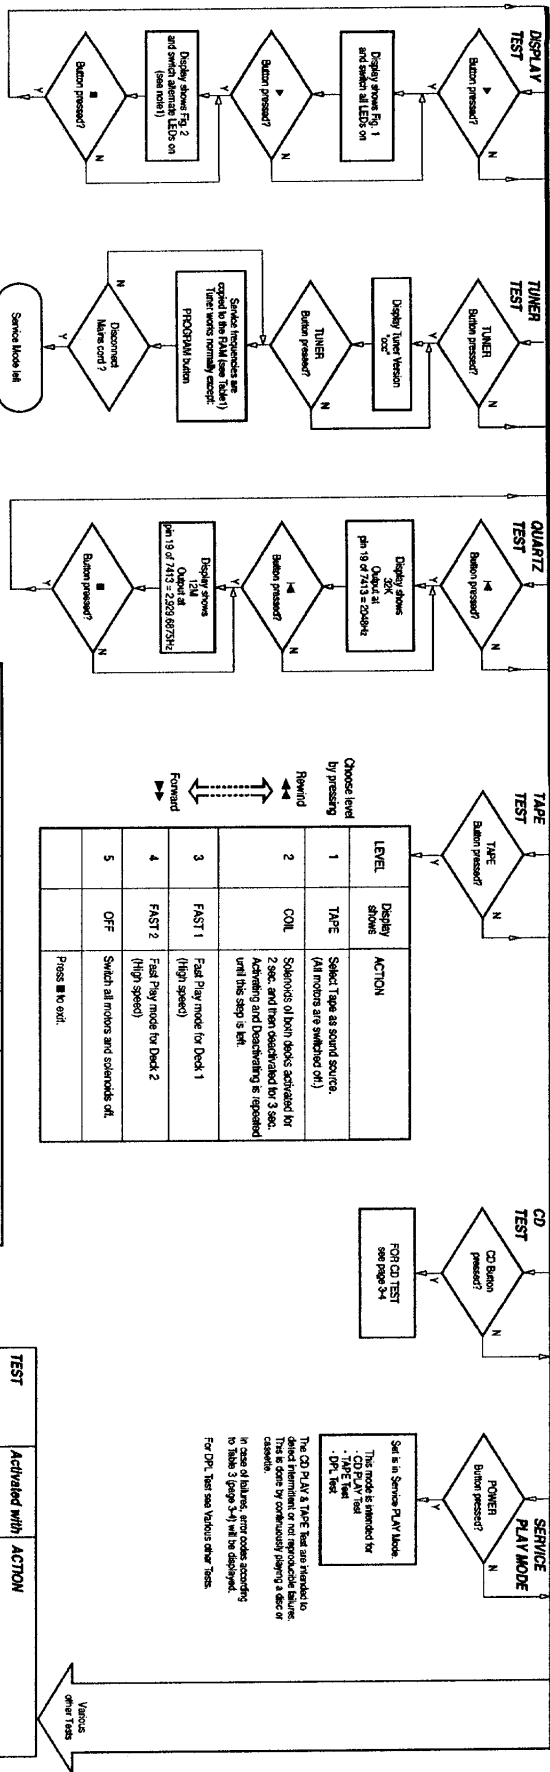 DISPLAY
TEST
▶
Button pressed?
N
Y
Display shows Fig. 1
and switch all LEDs on
▶
Button pressed?
N
Y
Display shows Fig. 2
and switch alternate LEDs on
(see note1)
■
Button pressed?
N
Y
TUNER
TEST
TUNER
Button pressed?
N
Y
Display Tuner Version
"ccc"
TUNER
Button pressed?
N
Y
Service frequencies are
copied to the RAM (see Table1)
Tuner works normally except:
PROGRAM button
Disconnect
Mains cord ?
N
Y
Service Mode left
QUARTZ
TEST
|◀
Button pressed?
N
Y
Display shows
32K
Output at
pin 19 of 7413 = 2048Hz
|◀
Button pressed?
N
Y
Display shows
12M
Output at
pin 19 of 7413 = 2,929.6875Hz
■
Button pressed?
N
Y
TAPE
TEST
TAPE
Button pressed?
N
Y
Choose level
by pressing
Rewind
◀◀
Forward
▶▶
LEVEL
Display
shows
ACTION
1
TAPE
Select Tape as sound source.
(All motors are switched off.)
2
COIL
Solenoids of both decks activated for
2 sec. and then deactivated for 3 sec.
Activating and Deactivating is repeated
until this step is left.
3
FAST 1
Fast Play mode for Deck 1
(High speed)
4
FAST 2
Fast Play mode for Deck 2
(High speed)
5
OFF
Switch all motors and solenoids off.
Press ■ to exit.
CD
TEST
CD Button
pressed?
N
Y
FOR CD TEST
see page 3-4
SERVICE
PLAY MODE
POWER
Button pressed?
N
Y
Set is in Service PLAY Mode.
This mode is intended for
- CD PLAY Test
- TAPE Test
- DPL Test
The CD PLAY & TAPE Test are intended to
detect intermittent or not reproducible failures.
This is done by continuously playing a disc or
cassette.
In case of failures, error codes according
to Table 3 (page 3-4) will be displayed.
For DPL Test see Various other Tests.
Various
other Tests
TEST
Activated with
ACTION